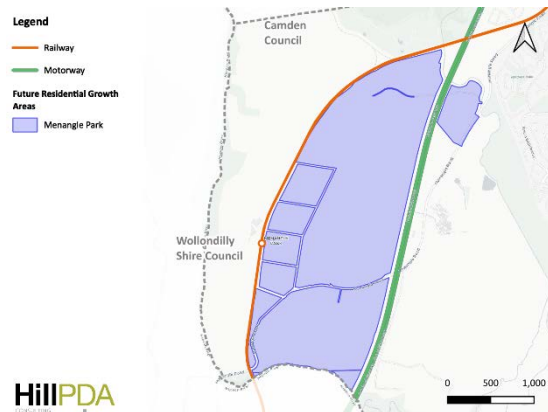 Legend
Railway
Motorway
Future Residential Growth
Areas
Menangle Park
Camden
Council
Wollondilly
Shire Council
HillPDA
CONSULTING
0 500 1,000